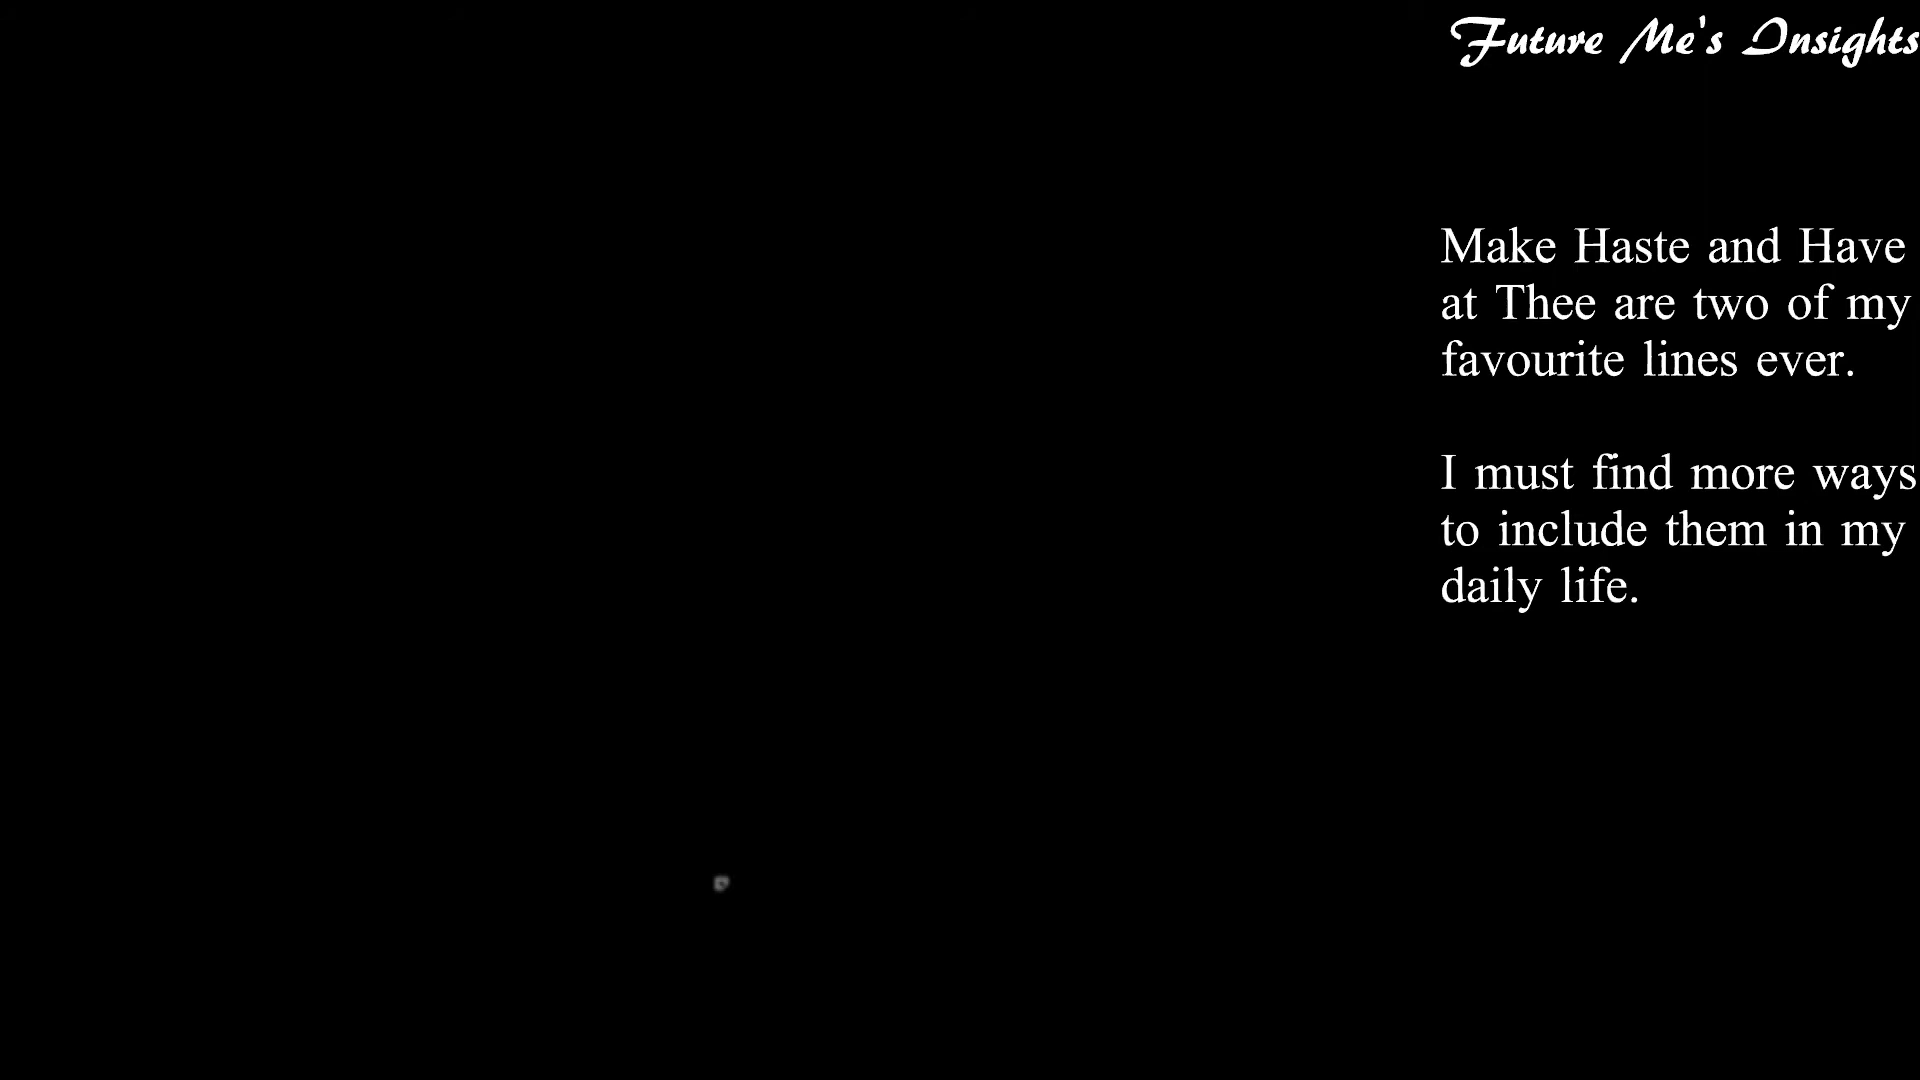 Future Me's Insights
Make Haste and Have
at Thee are two of my
favourite lines ever.
I must find more ways
to include them in my
daily life.